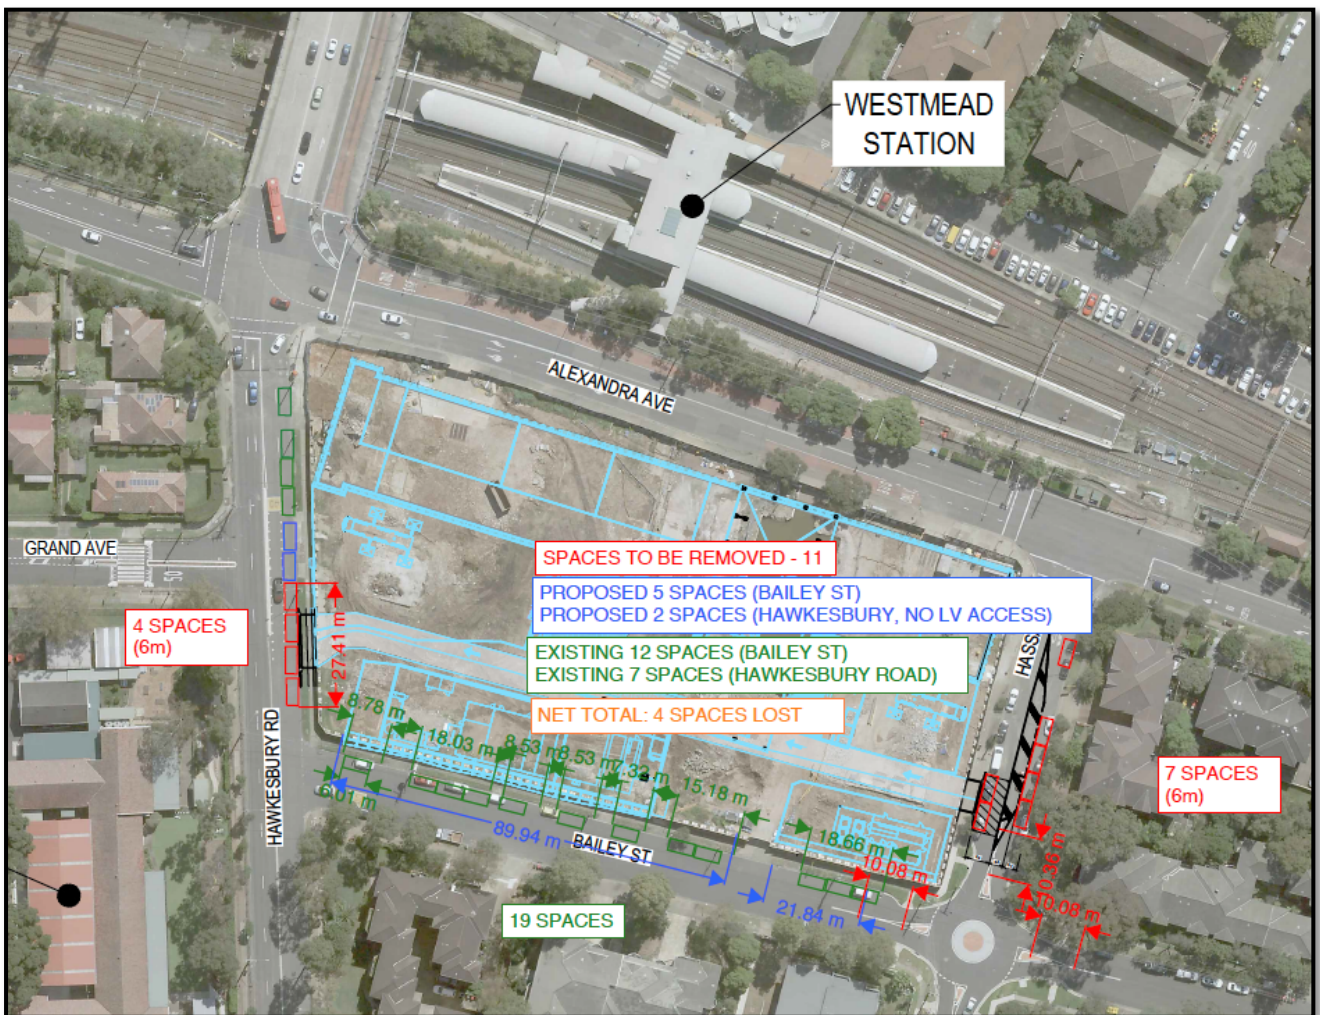 WESTMEAD
STATION
ALEXANDRA AVE
GRAND AVE
SPACES TO BE REMOVED - 11
PROPOSED 5 SPACES (BAILEY ST)
PROPOSED 2 SPACES (HAWKESBURY, NO LV ACCESS)
EXISTING 12 SPACES (BAILEY ST)
EXISTING 7 SPACES (HAWKESBURY ROAD)
NET TOTAL: 4 SPACES LOST
4 SPACES
(6m)
27.41 m
HASS
HAWKESBURY RD
8.78 m
18.03 m
8.53 m
8.53 m
7.32 m
15.18 m
6.01 m
89.94 m
BAILEY ST
18.66 m
10.08 m
21.84 m
7 SPACES
(6m)
10.36 m
10.08 m
19 SPACES
50